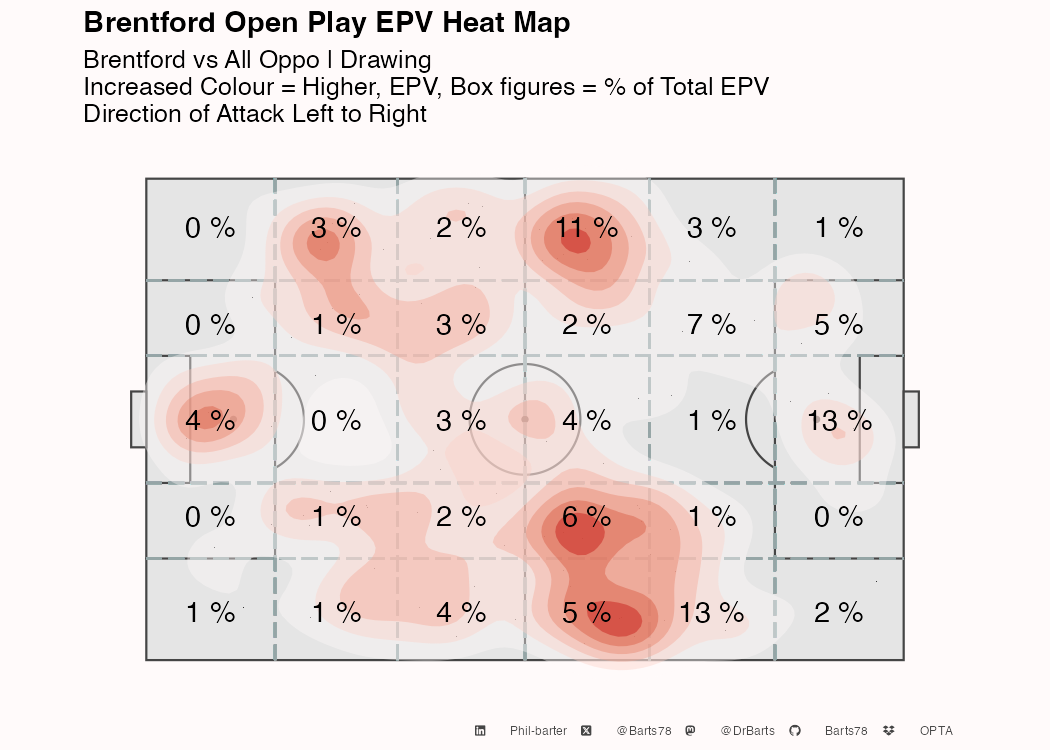 Brentford Open Play EPV Heat Map
Brentford vs All Oppo | Drawing
Increased Colour = Higher, EPV, Box figures = % of Total EPV
Direction of Attack Left to Right
0 % 3 % 2 % 11 % 3 % 1 %
0 % 1 % 3 % 2 % 7 % 5 %
4 % 0 % 3 % 4 % 1 % 13 %
0 % 1 % 2 % 6 % 1 % 0 %
1 % 1 % 4 % 5 % 13 % 2 %
Phil-barter @Barts78 @DrBarts Barts78 OPTA